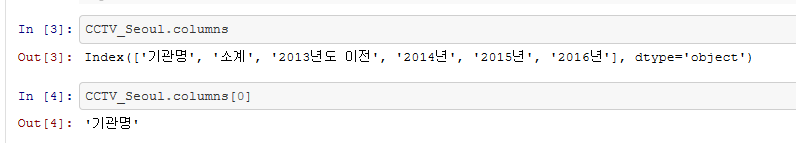 In [3]: CCTV_Seoul.columns
Out[3]: Index(['기관명', '소계', '2013년도 이전', '2014년', '2015년', '2016년'], dtype='object')
In [4]: CCTV_Seoul.columns[0]
Out[4]: '기관명'